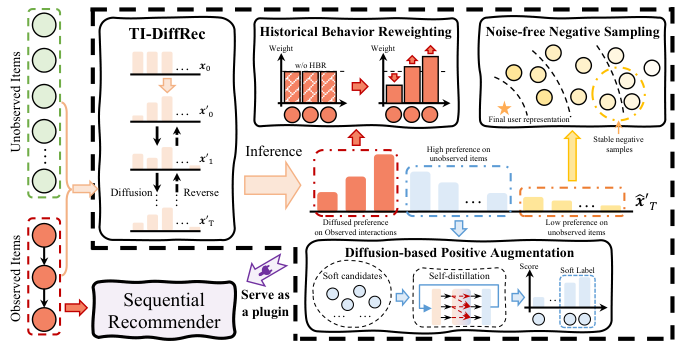 Unobserved Items
Observed Items
TI-DiffRec
x₀
x'₀
x'₁
Diffusion
Reverse
x'T
Inference
Historical Behavior Reweighting
Weight
w/o HBR
Weight
Noise-free Negative Sampling
Final user representation
Stable negative
samples
High preference on
unobserved items
Diffused preference
on Observed interactions
Low preference on
unobserved items
x̂'T
Diffusion-based Positive Augmentation
Soft candidates
Self-distillation
Score
Soft Label
Sequential
Recommender
Serve as
a plugin